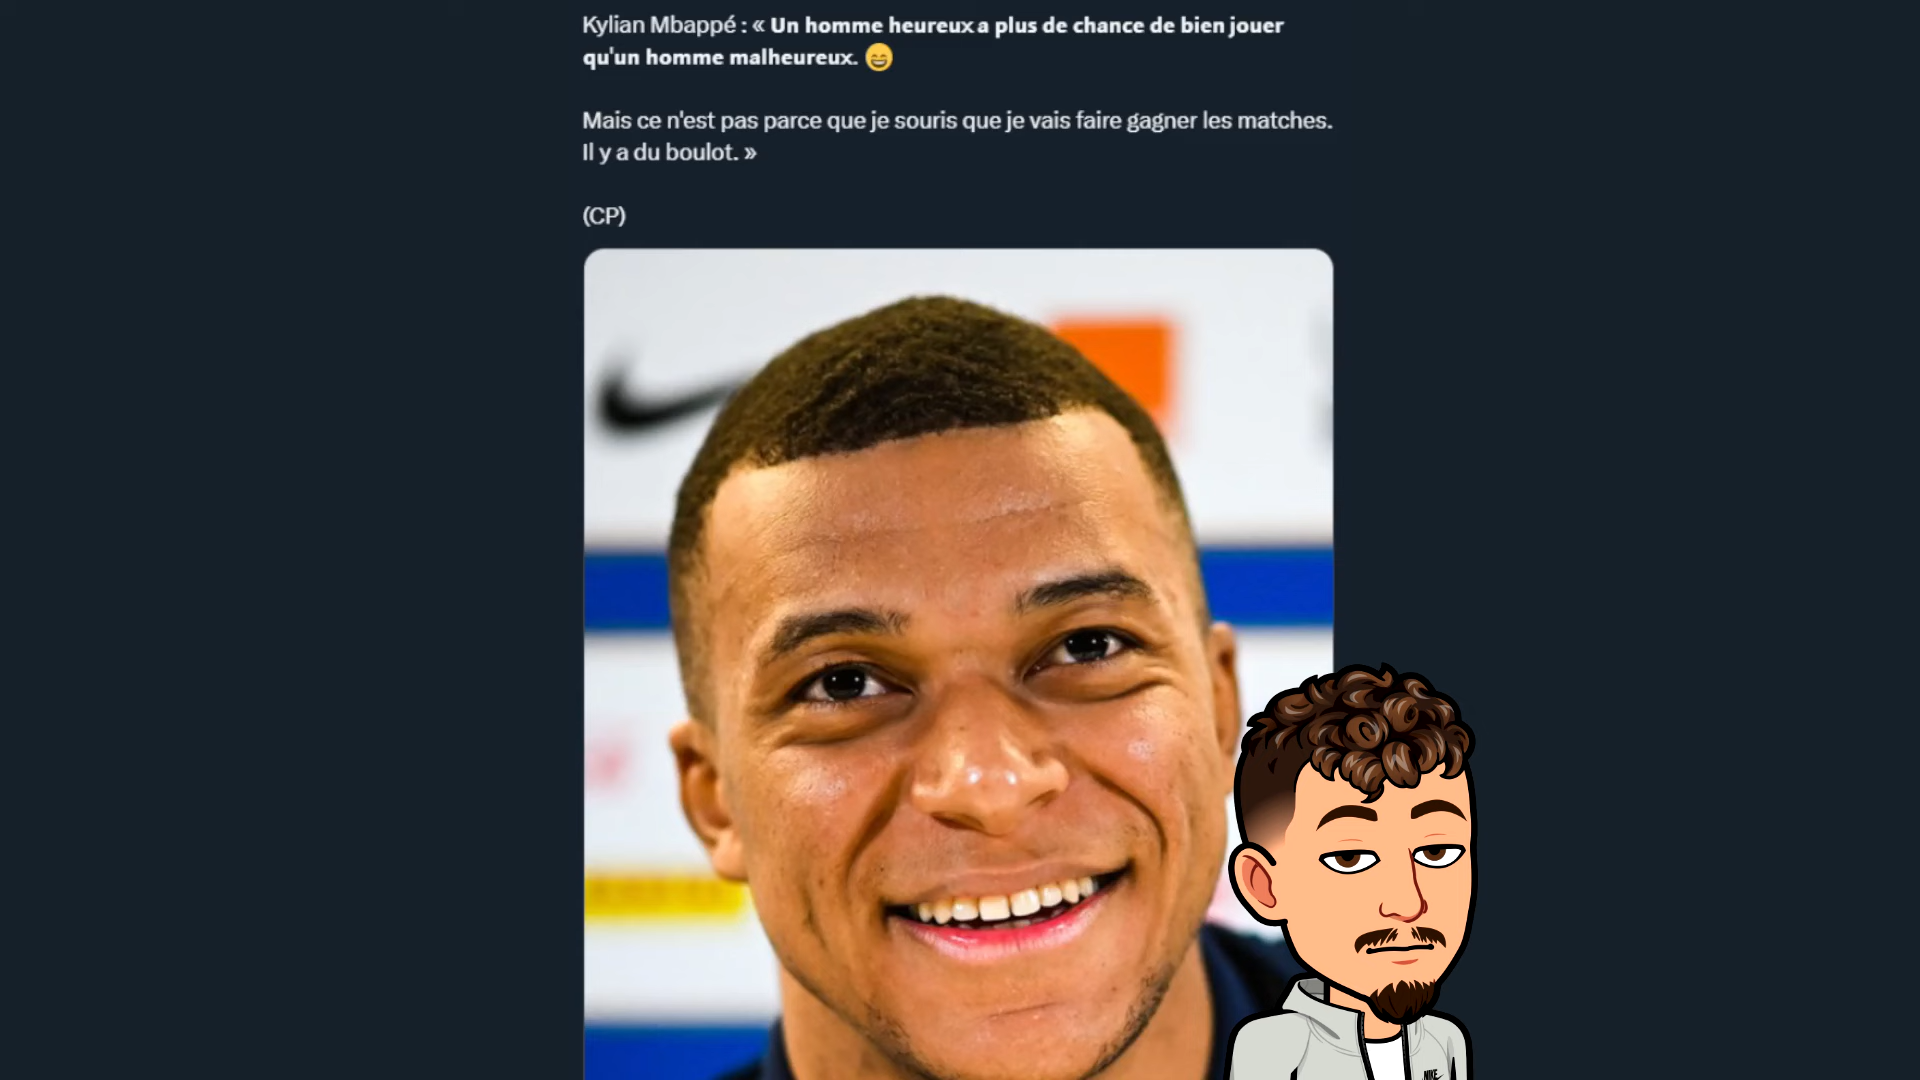 Kylian Mbappé : « Un homme heureux a plus de chance de bien jouer
qu'un homme malheureux. 😄
Mais ce n'est pas parce que je souris que je vais faire gagner les matches.
Il y a du boulot. »
(CP)
NIKE